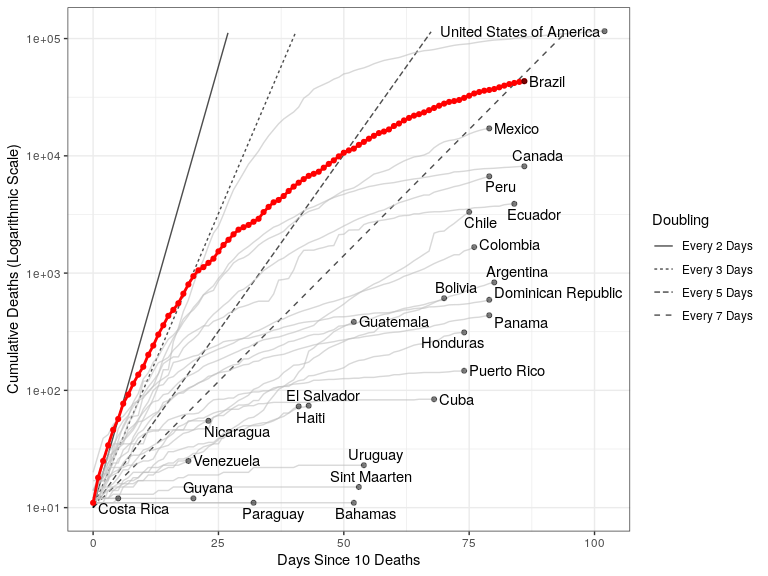 Cumulative Deaths (Logarithmic Scale)
1e+05
1e+04
1e+03
1e+02
1e+01
United States of America
Brazil
Mexico
Canada
Peru
Ecuador
Chile
Colombia
Argentina
Bolivia
Dominican Republic
Guatemala
Panama
Honduras
Puerto Rico
El Salvador
Cuba
Haiti
Nicaragua
Uruguay
Venezuela
Sint Maarten
Guyana
Costa Rica
Paraguay
Bahamas
0
25
50
75
100
Days Since 10 Deaths
Doubling
Every 2 Days
Every 3 Days
Every 5 Days
Every 7 Days